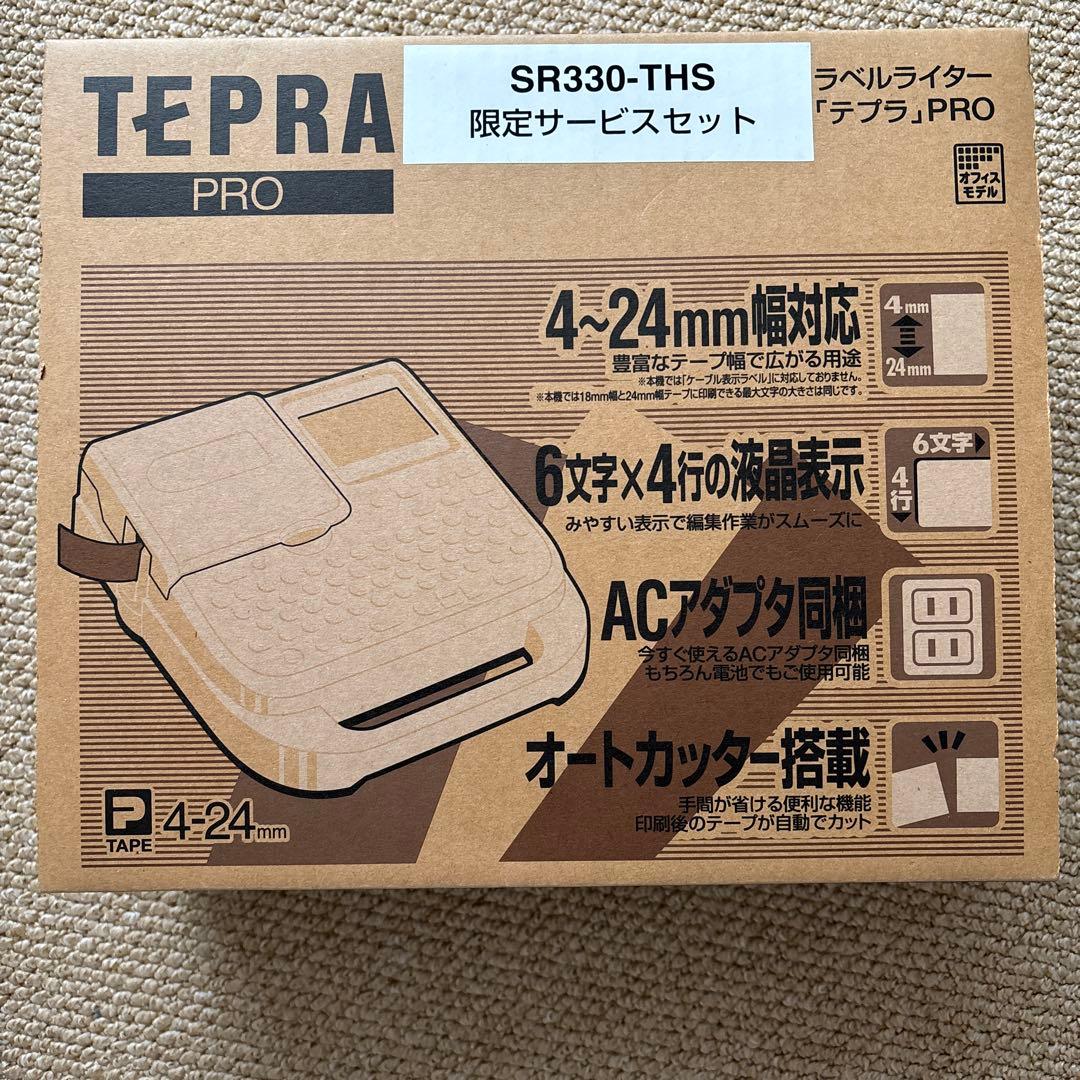 TEPRA
PRO
SR330-THS
限定サービスセット
ラベルライター
「テプラ」PRO
オフィス
モデル
4~24mm幅対応
豊富なテープ幅で広がる用途
※本機では「ケーブル表示ラベル」に対応しておりません。
※本機では18mm幅と24mm幅テープに印刷できる最大文字の大きさは同じです。
4mm
24mm
6文字×4行の液晶表示
みやすい表示で編集作業がスムーズに
6文字
4行
ACアダプタ同梱
今すぐ使えるACアダプタ同梱
もちろん電池でもご使用可能
オートカッター搭載
手間が省ける便利な機能
印刷後のテープが自動でカット
P
TAPE
4-24mm